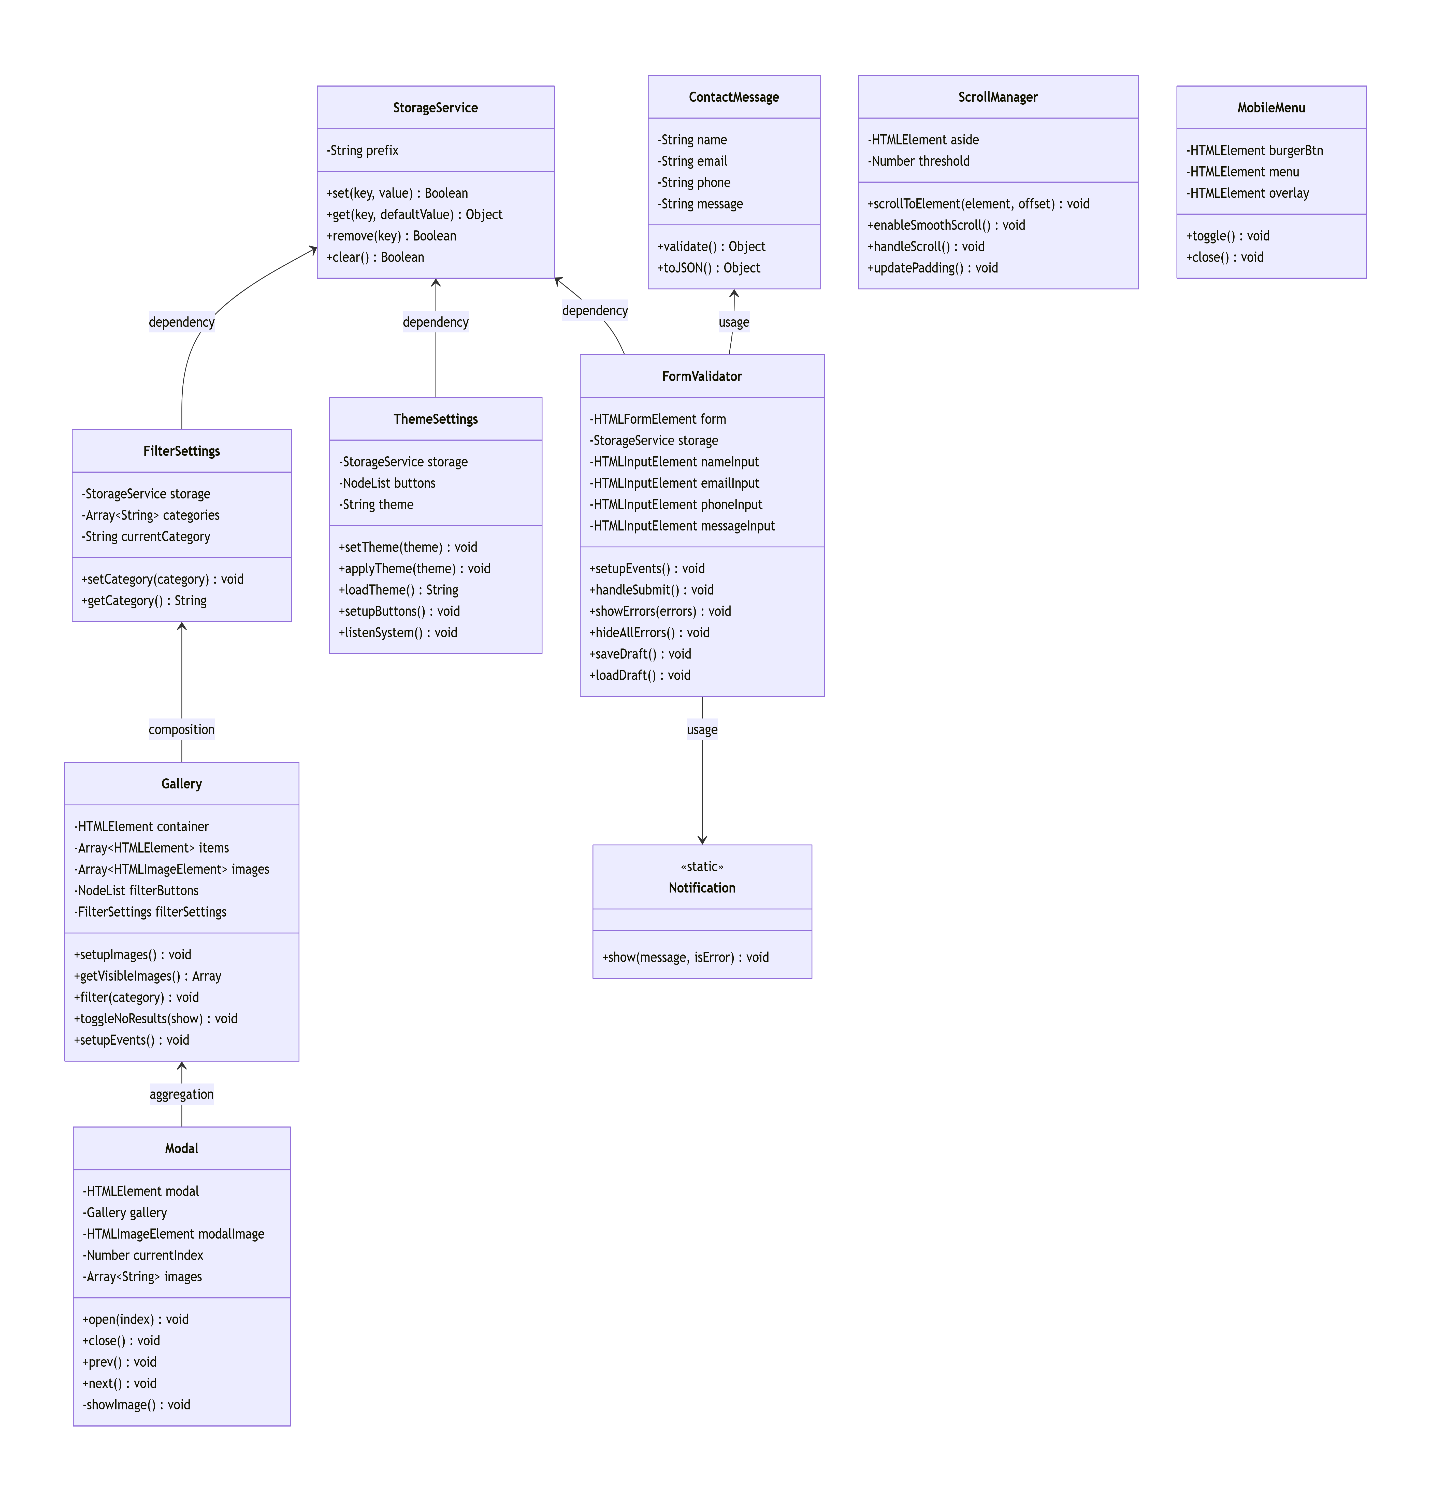 StorageService
-String prefix
+set(key, value) : Boolean
+get(key, defaultValue) : Object
+remove(key) : Boolean
+clear() : Boolean
ContactMessage
-String name
-String email
-String phone
-String message
+validate() : Object
+toJSON() : Object
ScrollManager
-HTMLElement aside
-Number threshold
+scrollToElement(element, offset) : void
+enableSmoothScroll() : void
+handleScroll() : void
+updatePadding() : void
MobileMenu
-HTMLElement burgerBtn
-HTMLElement menu
-HTMLElement overlay
+toggle() : void
+close() : void
dependency
dependency
dependency
usage
FilterSettings
-StorageService storage
-Array<String> categories
-String currentCategory
+setCategory(category) : void
+getCategory() : String
ThemeSettings
-StorageService storage
-NodeList buttons
-String theme
+setTheme(theme) : void
+applyTheme(theme) : void
+loadTheme() : String
+setupButtons() : void
+listenSystem() : void
FormValidator
-HTMLFormElement form
-StorageService storage
-HTMLInputElement nameInput
-HTMLInputElement emailInput
-HTMLInputElement phoneInput
-HTMLInputElement messageInput
+setupEvents() : void
+handleSubmit() : void
+showErrors(errors) : void
+hideAllErrors() : void
+saveDraft() : void
+loadDraft() : void
composition
usage
Gallery
-HTMLElement container
-Array<HTMLElement> items
-Array<HTMLImageElement> images
-NodeList filterButtons
-FilterSettings filterSettings
+setupImages() : void
+getVisibleImages() : Array
+filter(category) : void
+toggleNoResults(show) : void
+setupEvents() : void
«static»
Notification
+show(message, isError) : void
aggregation
Modal
-HTMLElement modal
-Gallery gallery
-HTMLImageElement modalImage
-Number currentIndex
-Array<String> images
+open(index) : void
+close() : void
+prev() : void
+next() : void
-showImage() : void